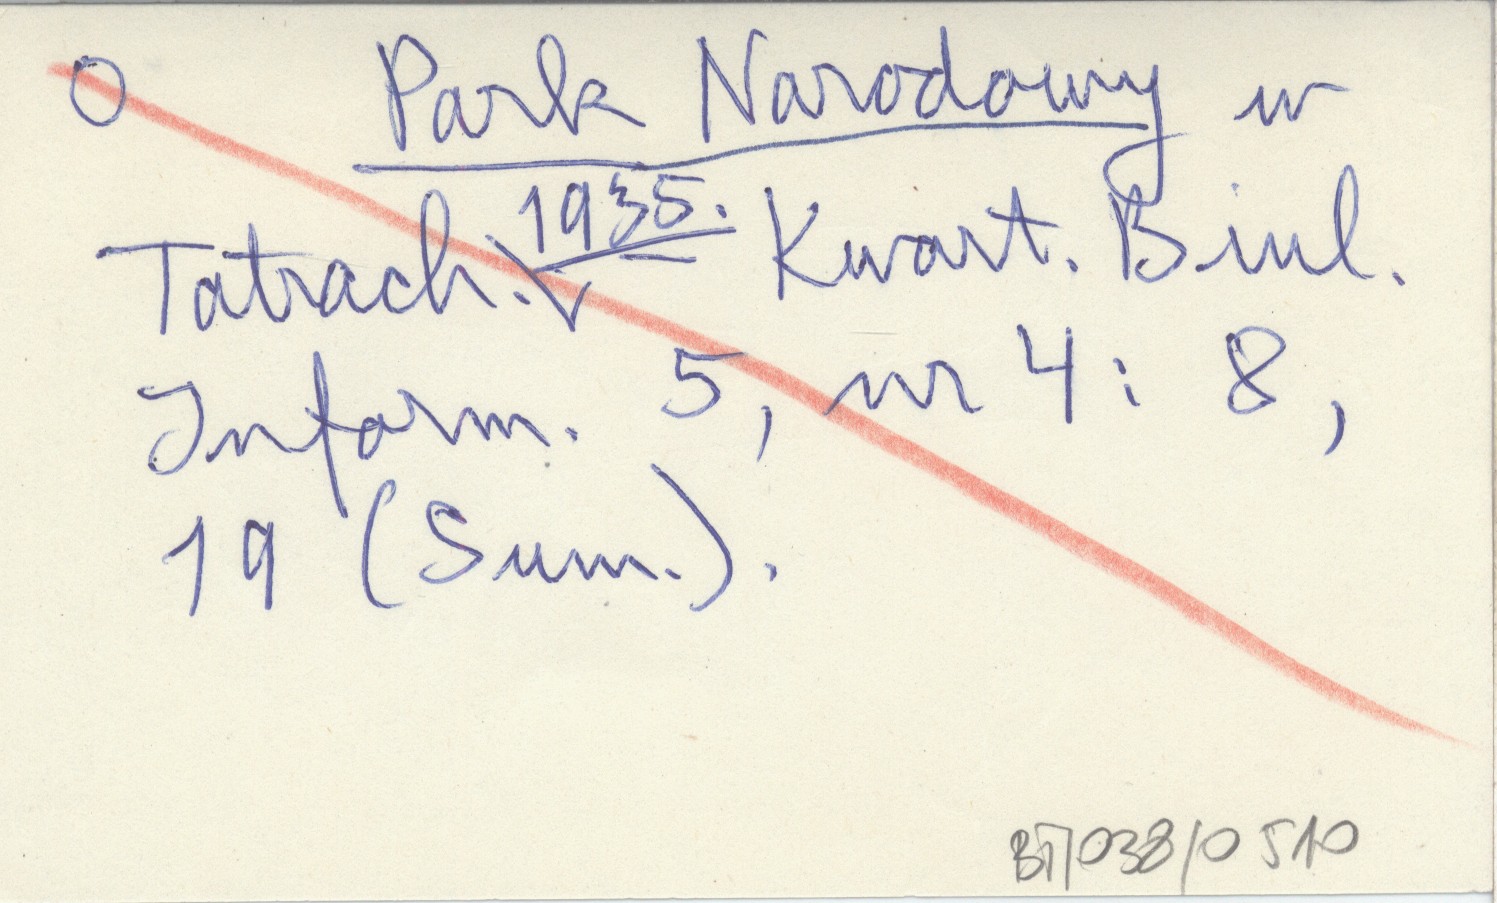 O Park Narodowy w
Tatrach. 1935. Kwart. Biul.
Inform. 5, nr 4: 8,
19 (Sum.).
BT/038/0510